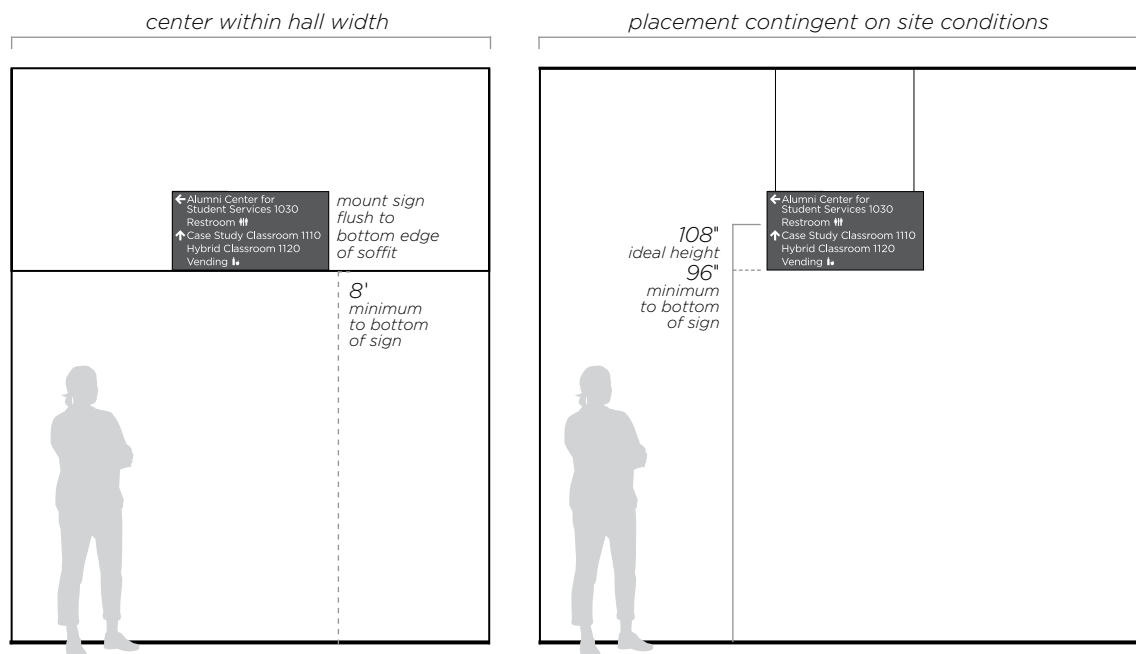 center within hall width
Alumni Center for
Student Services 1030
Restroom
Case Study Classroom 1110
Hybrid Classroom 1120
Vending
mount sign
flush to
bottom edge
of soffit
8'
minimum
to bottom
of sign
placement contingent on site conditions
Alumni Center for
Student Services 1030
Restroom
Case Study Classroom 1110
Hybrid Classroom 1120
Vending
108"
ideal height
96"
minimum
to bottom
of sign